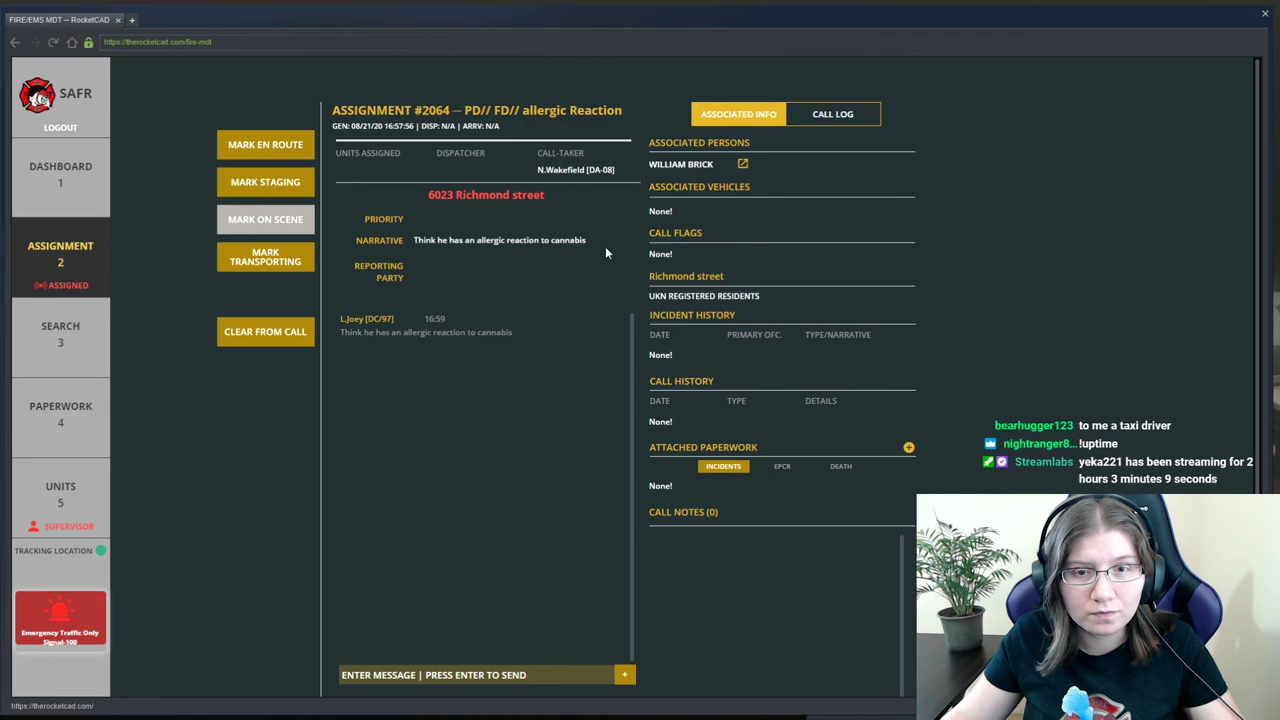 FIRE/EMS MDT — RocketCAD
https://therocketcad.com/fire-mdt
SAFR
LOGOUT
DASHBOARD
1
ASSIGNMENT
2
ASSIGNED
SEARCH
3
PAPERWORK
4
UNITS
5
SUPERVISOR
TRACKING LOCATION
Emergency Traffic Only
Signal-100
MARK EN ROUTE
MARK STAGING
MARK ON SCENE
MARK
TRANSPORTING
CLEAR FROM CALL
ASSIGNMENT #2064 — PD// FD// allergic Reaction
GEN: 08/21/20 16:57:56 | DISP: N/A | ARRV: N/A
UNITS ASSIGNED DISPATCHER CALL-TAKER
N.Wakefield [DA-08]
6023 Richmond street
PRIORITY
NARRATIVE Think he has an allergic reaction to cannabis
REPORTING
PARTY
L.Joey [DC/97] 16:59
Think he has an allergic reaction to cannabis
ENTER MESSAGE | PRESS ENTER TO SEND +
ASSOCIATED INFO CALL LOG
ASSOCIATED PERSONS
WILLIAM BRICK
ASSOCIATED VEHICLES
None!
CALL FLAGS
None!
Richmond street
UKN REGISTERED RESIDENTS
INCIDENT HISTORY
DATE PRIMARY OFC. TYPE/NARRATIVE
None!
CALL HISTORY
DATE TYPE DETAILS
None!
ATTACHED PAPERWORK
INCIDENTS EPCR DEATH
None!
CALL NOTES (0)
bearhugger123 to me a taxi driver
nightranger8... !uptime
Streamlabs yeka221 has been streaming for 2
hours 3 minutes 9 seconds
https://therocketcad.com/